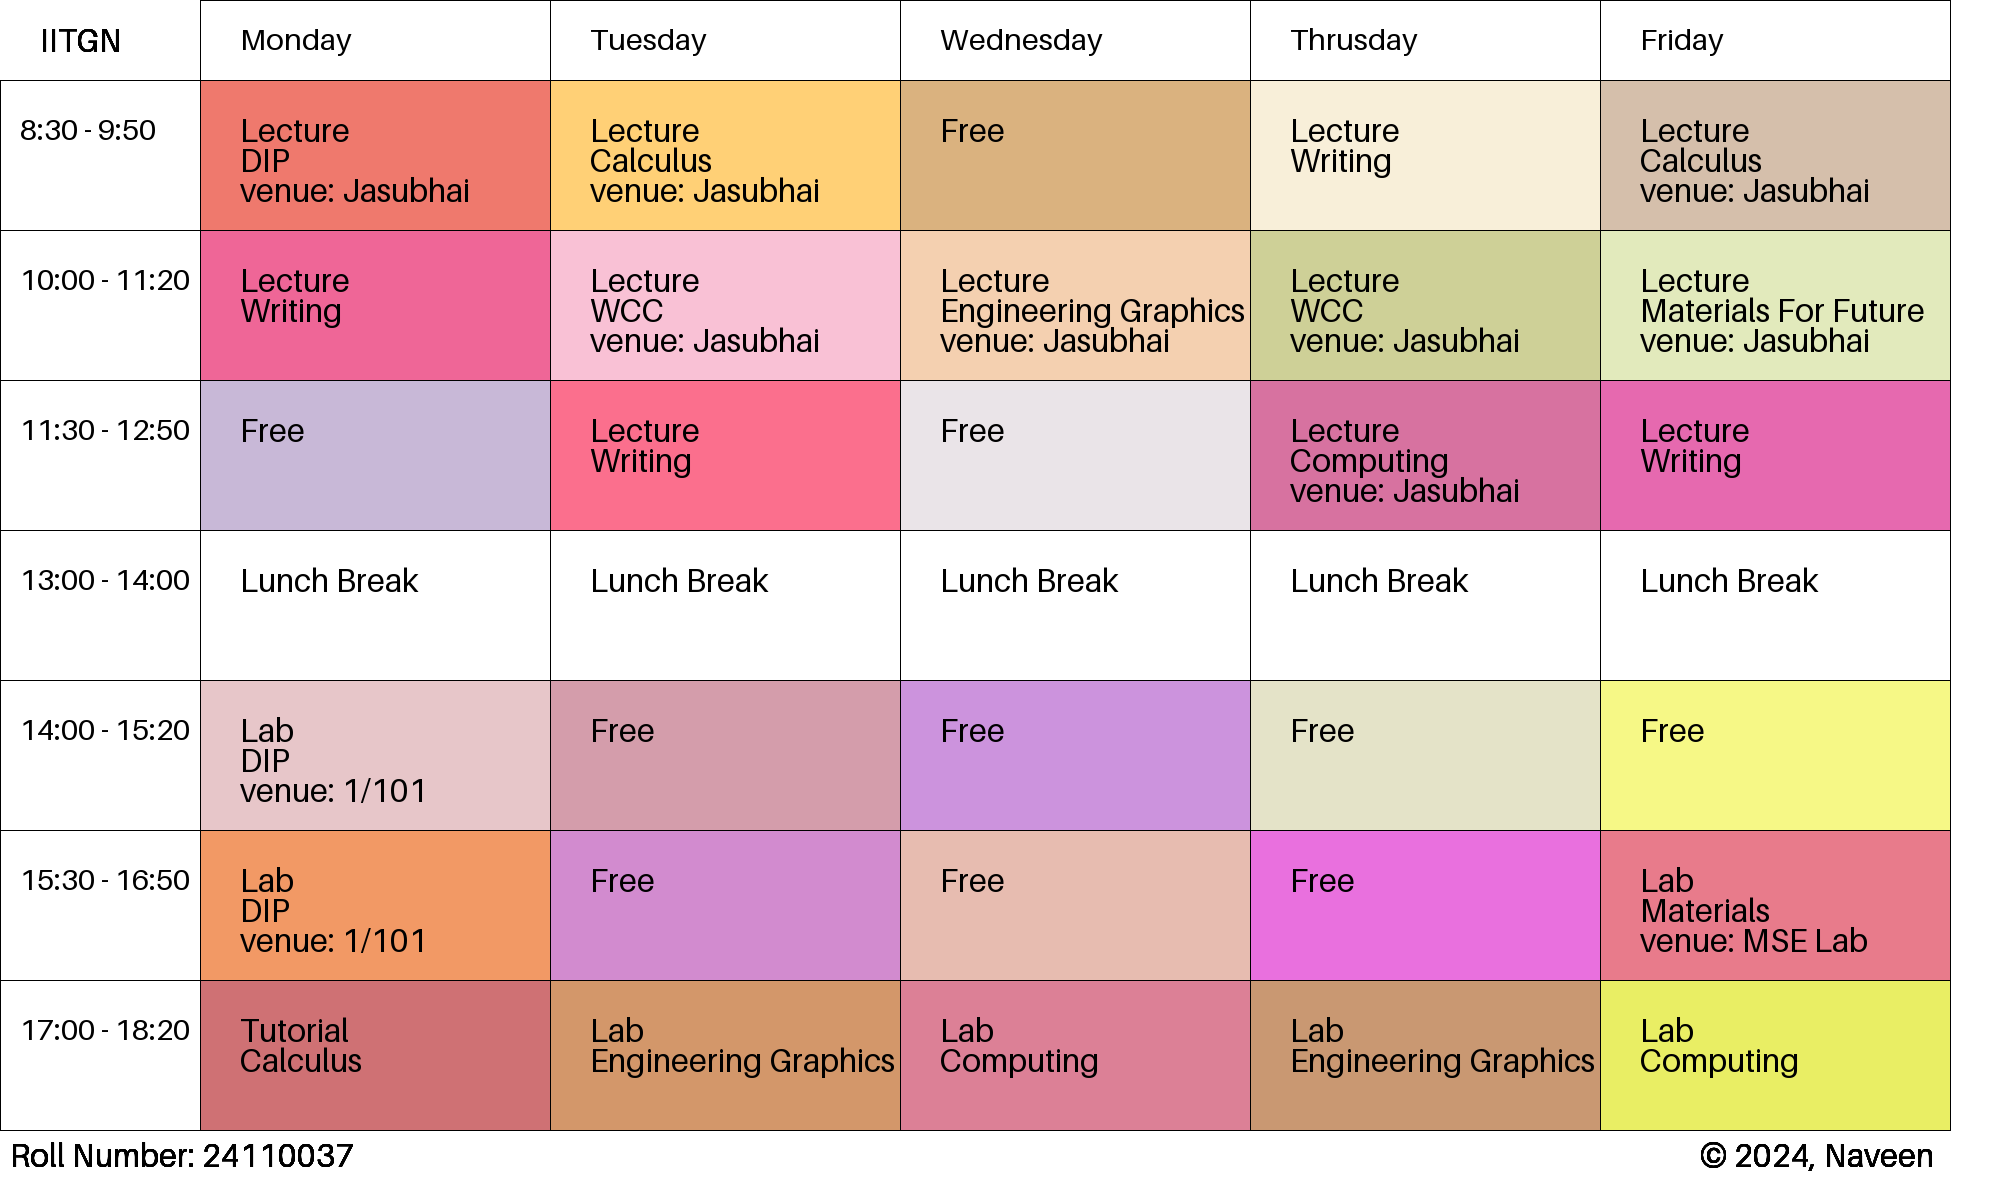 IITGN
Monday
Tuesday
Wednesday
Thrusday
Friday
8:30 - 9:50
Lecture
DIP
venue: Jasubhai
Lecture
Calculus
venue: Jasubhai
Free
Lecture
Writing
Lecture
Calculus
venue: Jasubhai
10:00 - 11:20
Lecture
Writing
Lecture
WCC
venue: Jasubhai
Lecture
Engineering Graphics
venue: Jasubhai
Lecture
WCC
venue: Jasubhai
Lecture
Materials For Future
venue: Jasubhai
11:30 - 12:50
Free
Lecture
Writing
Free
Lecture
Computing
venue: Jasubhai
Lecture
Writing
13:00 - 14:00
Lunch Break
Lunch Break
Lunch Break
Lunch Break
Lunch Break
14:00 - 15:20
Lab
DIP
venue: 1/101
Free
Free
Free
Free
15:30 - 16:50
Lab
DIP
venue: 1/101
Free
Free
Free
Lab
Materials
venue: MSE Lab
17:00 - 18:20
Tutorial
Calculus
Lab
Engineering Graphics
Lab
Computing
Lab
Engineering Graphics
Lab
Computing
Roll Number: 24110037
© 2024, Naveen